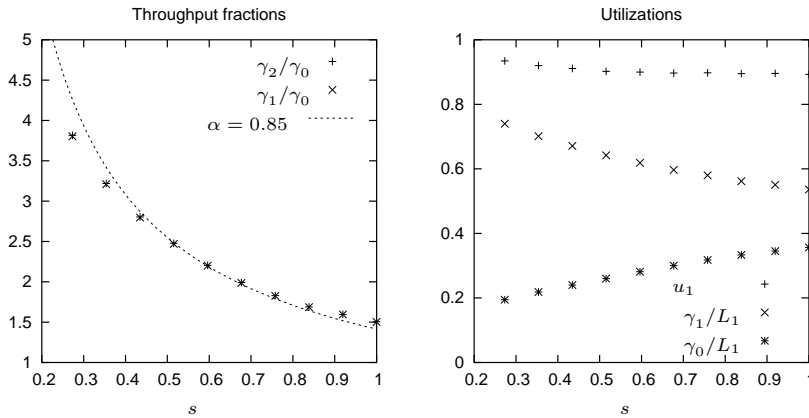 Throughput fractions
5
4.5
4
3.5
3
2.5
2
1.5
1
γ₂/γ₀
γ₁/γ₀
α = 0.85
0.2 0.3 0.4 0.5 0.6 0.7 0.8 0.9 1
s
Utilizations
1
0.8
0.6
0.4
0.2
0
u₁
γ₁/L₁
γ₀/L₁
0.2 0.3 0.4 0.5 0.6 0.7 0.8 0.9 1
s